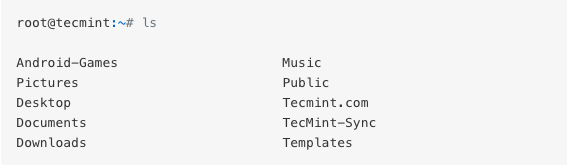 root@tecmint:~# ls
Android-Games Music
Pictures Public
Desktop Tecmint.com
Documents TecMint-Sync
Downloads Templates